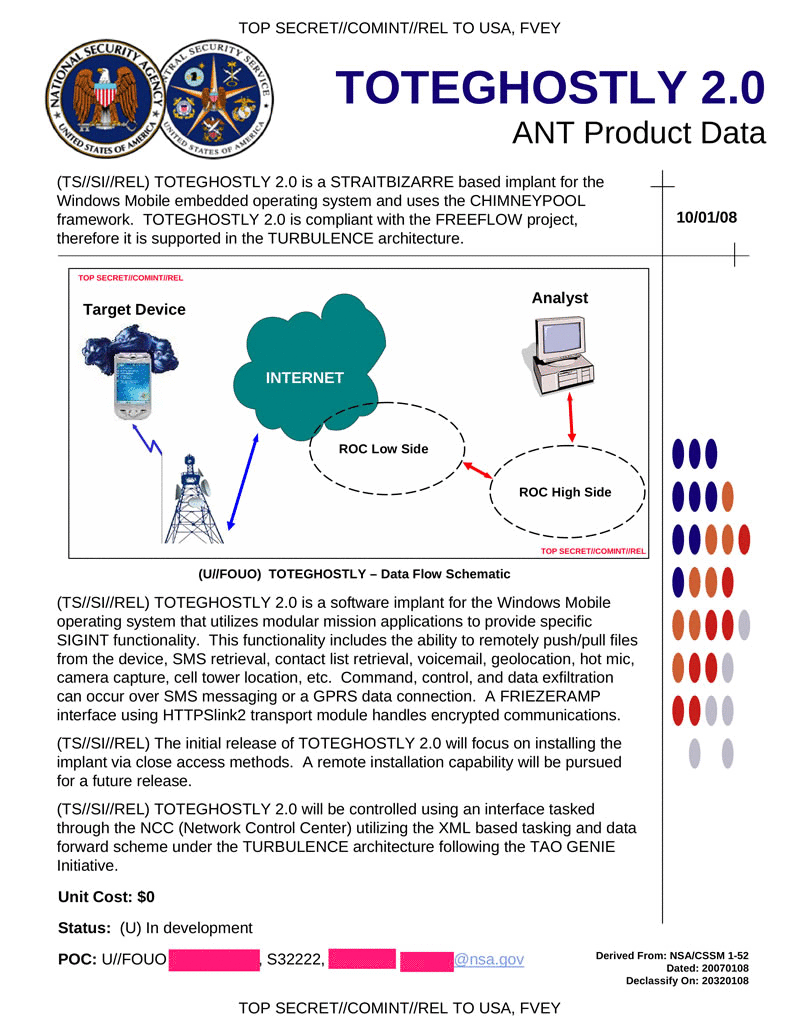 TOP SECRET//COMINT//REL TO USA, FVEY
NATIONAL SECURITY AGENCY
UNITED STATES OF AMERICA
CENTRAL SECURITY SERVICE
UNITED STATES OF AMERICA
TOTEGHOSTLY 2.0
ANT Product Data
(TS//SI//REL) TOTEGHOSTLY 2.0 is a STRAITBIZARRE based implant for the
Windows Mobile embedded operating system and uses the CHIMNEYPOOL
framework. TOTEGHOSTLY 2.0 is compliant with the FREEFLOW project,
therefore it is supported in the TURBULENCE architecture.
10/01/08
TOP SECRET//COMINT//REL
Target Device
Analyst
INTERNET
ROC Low Side
ROC High Side
TOP SECRET//COMINT//REL
(U//FOUO) TOTEGHOSTLY – Data Flow Schematic
(TS//SI//REL) TOTEGHOSTLY 2.0 is a software implant for the Windows Mobile
operating system that utilizes modular mission applications to provide specific
SIGINT functionality. This functionality includes the ability to remotely push/pull files
from the device, SMS retrieval, contact list retrieval, voicemail, geolocation, hot mic,
camera capture, cell tower location, etc. Command, control, and data exfiltration
can occur over SMS messaging or a GPRS data connection. A FRIEZERAMP
interface using HTTPSlink2 transport module handles encrypted communications.
(TS//SI//REL) The initial release of TOTEGHOSTLY 2.0 will focus on installing the
implant via close access methods. A remote installation capability will be pursued
for a future release.
(TS//SI//REL) TOTEGHOSTLY 2.0 will be controlled using an interface tasked
through the NCC (Network Control Center) utilizing the XML based tasking and data
forward scheme under the TURBULENCE architecture following the TAO GENIE
Initiative.
Unit Cost: $0
Status: (U) In development
POC: U//FOUO , S32222, @nsa.gov
Derived From: NSA/CSSM 1-52
Dated: 20070108
Declassify On: 20320108
TOP SECRET//COMINT//REL TO USA, FVEY